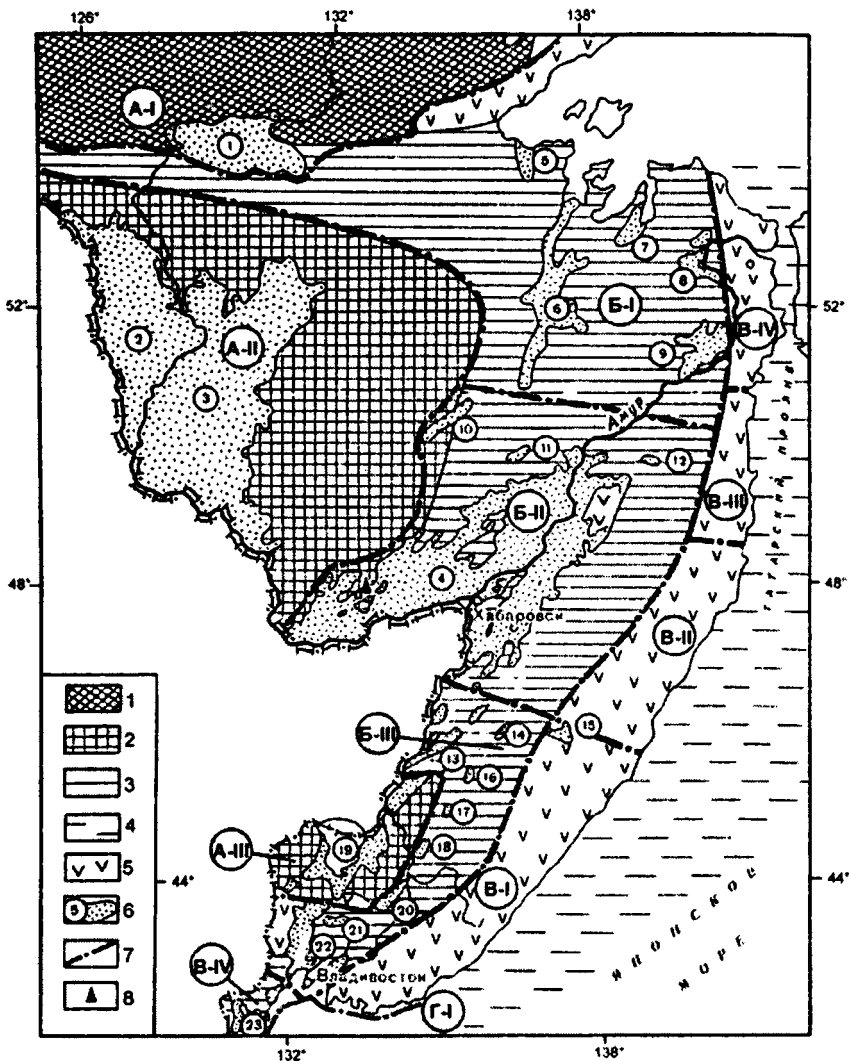 126° 132° 138°
А-I
1
5
7
8
52° 52°
2
А-II
6
Б-I
В-IV
3
9
Амур
10
11
12
ТАТАРСКИЙ ПРОЛИВ
В-III
Б-II
4
48° 48°
Хабаровск
В-II
1
2
Б-III
14
15
3
13
16
4
17
5
А-III
19
18
5 6
44° 44°
В-I
20
7
21
ЯПОНСКОЕ
В-IV
22
МОРЕ
8
Владивосток
Г-I
23
132° 138°